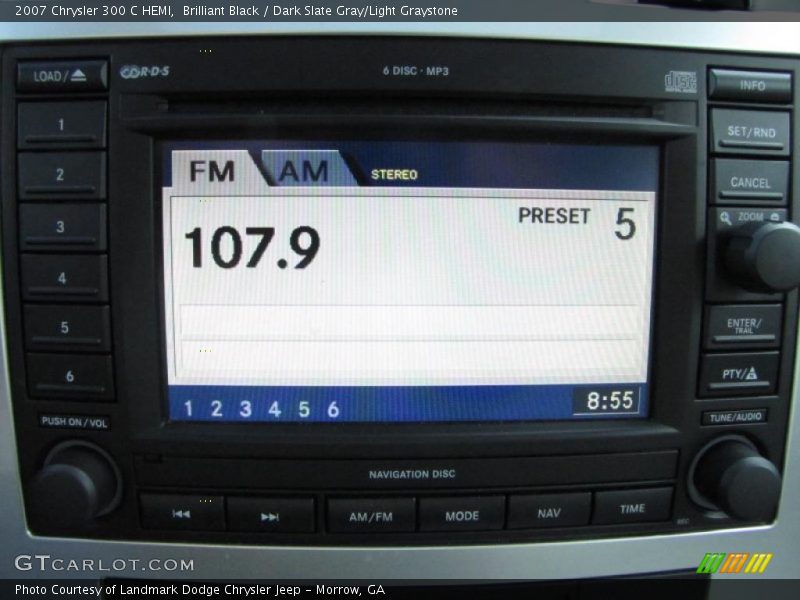 2007 Chrysler 300 C HEMI, Brilliant Black / Dark Slate Gray/Light Graystone
LOAD/
R·D·S
6 DISC · MP3
disc
INFO
1
SET/RND
2
CANCEL
3
ZOOM
4
5
ENTER/
TRAIL
6
PTY/
PUSH ON / VOL
TUNE/AUDIO
FM AM STEREO
107.9 PRESET 5
1 2 3 4 5 6 8:55
NAVIGATION DISC
AM/FM MODE NAV TIME
REC
GTCARLOT.COM
Photo Courtesy of Landmark Dodge Chrysler Jeep - Morrow, GA